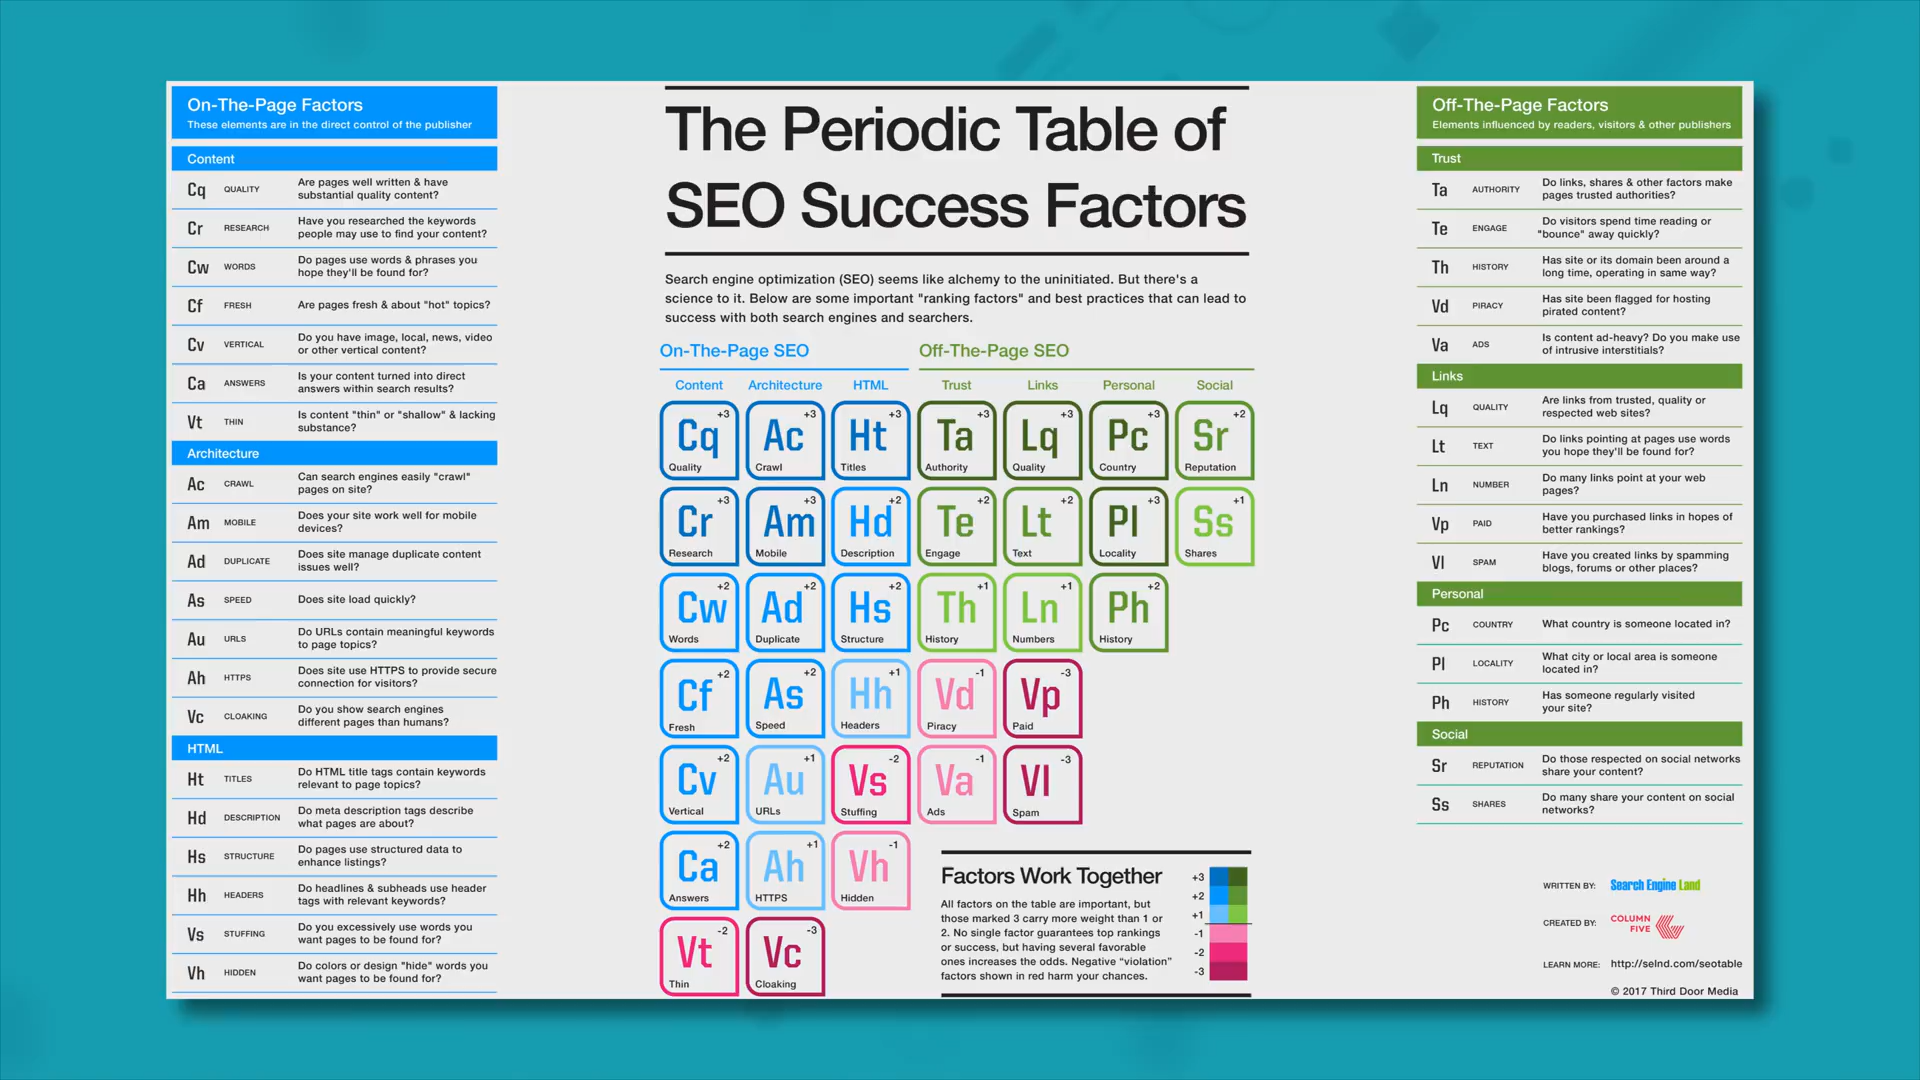 On-The-Page Factors
These elements are in the direct control of the publisher
Content
Cq QUALITY Are pages well written & have
substantial quality content?
Cr RESEARCH Have you researched the keywords
people may use to find your content?
Cw WORDS Do pages use words & phrases you
hope they'll be found for?
Cf FRESH Are pages fresh & about "hot" topics?
Cv VERTICAL Do you have image, local, news, video
or other vertical content?
Ca ANSWERS Is your content turned into direct
answers within search results?
Vt THIN Is content "thin" or "shallow" & lacking
substance?
Architecture
Ac CRAWL Can search engines easily "crawl"
pages on site?
Am MOBILE Does your site work well for mobile
devices?
Ad DUPLICATE Does site manage duplicate content
issues well?
As SPEED Does site load quickly?
Au URLS Do URLs contain meaningful keywords
to page topics?
Ah HTTPS Does site use HTTPS to provide secure
connection for visitors?
Vc CLOAKING Do you show search engines
different pages than humans?
HTML
Ht TITLES Do HTML title tags contain keywords
relevant to page topics?
Hd DESCRIPTION Do meta description tags describe
what pages are about?
Hs STRUCTURE Do pages use structured data to
enhance listings?
Hh HEADERS Do headlines & subheads use header
tags with relevant keywords?
Vs STUFFING Do you excessively use words you
want pages to be found for?
Vh HIDDEN Do colors or design "hide" words you
want pages to be found for?
The Periodic Table of
SEO Success Factors
Search engine optimization (SEO) seems like alchemy to the uninitiated. But there's a
science to it. Below are some important "ranking factors" and best practices that can lead to
success with both search engines and searchers.
On-The-Page SEO Off-The-Page SEO
Content Architecture HTML Trust Links Personal Social
+3 +3 +3 +3 +3 +3 +2
Cq Ac Ht Ta Lq Pc Sr
Quality Crawl Titles Authority Quality Country Reputation
+3 +3 +2 +2 +2 +3 +1
Cr Am Hd Te Lt Pl Ss
Research Mobile Description Engage Text Locality Shares
+2 +2 +2 +1 +1 +2
Cw Ad Hs Th Ln Ph
Words Duplicate Structure History Numbers History
+2 +2 +1 -1 -3
Cf As Hh Vd Vp
Fresh Speed Headers Piracy Paid
+2 +1 -2 -1 -3
Cv Au Vs Va Vl
Vertical URLs Stuffing Ads Spam
+2 +1 -1
Ca Ah Vh
Answers HTTPS Hidden
-2 -3
Vt Vc
Thin Cloaking
Factors Work Together
All factors on the table are important, but
those marked 3 carry more weight than 1 or
2. No single factor guarantees top rankings
or success, but having several favorable
ones increases the odds. Negative “violation”
factors shown in red harm your chances.
+3
+2
+1
-1
-2
-3
Off-The-Page Factors
Elements influenced by readers, visitors & other publishers
Trust
Ta AUTHORITY Do links, shares & other factors make
pages trusted authorities?
Te ENGAGE Do visitors spend time reading or
"bounce" away quickly?
Th HISTORY Has site or its domain been around a
long time, operating in same way?
Vd PIRACY Has site been flagged for hosting
pirated content?
Va ADS Is content ad-heavy? Do you make use
of intrusive interstitials?
Links
Lq QUALITY Are links from trusted, quality or
respected web sites?
Lt TEXT Do links pointing at pages use words
you hope they'll be found for?
Ln NUMBER Do many links point at your web
pages?
Vp PAID Have you purchased links in hopes of
better rankings?
Vl SPAM Have you created links by spamming
blogs, forums or other places?
Personal
Pc COUNTRY What country is someone located in?
Pl LOCALITY What city or local area is someone
located in?
Ph HISTORY Has someone regularly visited
your site?
Social
Sr REPUTATION Do those respected on social networks
share your content?
Ss SHARES Do many share your content on social
networks?
WRITTEN BY: Search Engine Land
CREATED BY: COLUMN
FIVE
LEARN MORE: http://selnd.com/seotable
© 2017 Third Door Media